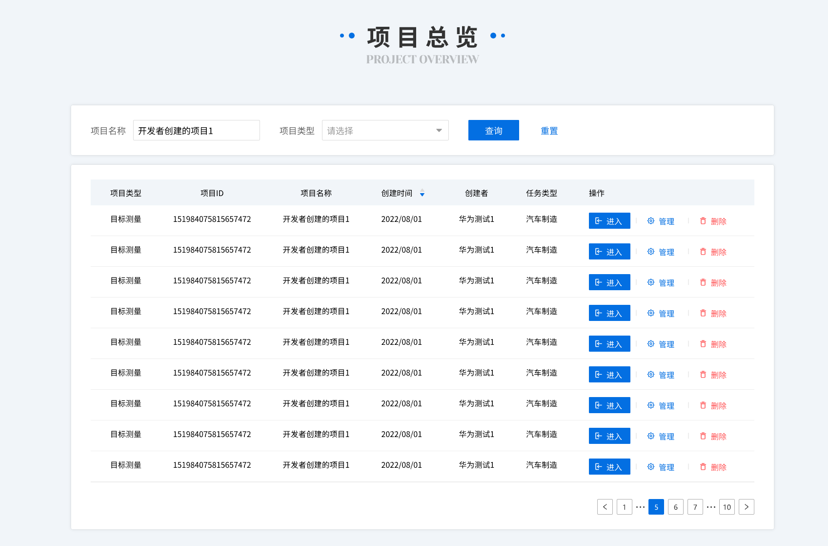 项目总览
PROJECT OVERVIEW
项目名称 开发者创建的项目1 项目类型 请选择 查询 重置
项目类型 项目ID 项目名称 创建时间 创建者 任务类型 操作
目标测量 151984075815657472 开发者创建的项目1 2022/08/01 华为测试1 汽车制造 进入 管理 删除
目标测量 151984075815657472 开发者创建的项目1 2022/08/01 华为测试1 汽车制造 进入 管理 删除
目标测量 151984075815657472 开发者创建的项目1 2022/08/01 华为测试1 汽车制造 进入 管理 删除
目标测量 151984075815657472 开发者创建的项目1 2022/08/01 华为测试1 汽车制造 进入 管理 删除
目标测量 151984075815657472 开发者创建的项目1 2022/08/01 华为测试1 汽车制造 进入 管理 删除
目标测量 151984075815657472 开发者创建的项目1 2022/08/01 华为测试1 汽车制造 进入 管理 删除
目标测量 151984075815657472 开发者创建的项目1 2022/08/01 华为测试1 汽车制造 进入 管理 删除
目标测量 151984075815657472 开发者创建的项目1 2022/08/01 华为测试1 汽车制造 进入 管理 删除
目标测量 151984075815657472 开发者创建的项目1 2022/08/01 华为测试1 汽车制造 进入 管理 删除
< 1 ··· 5 6 7 ··· 10 >